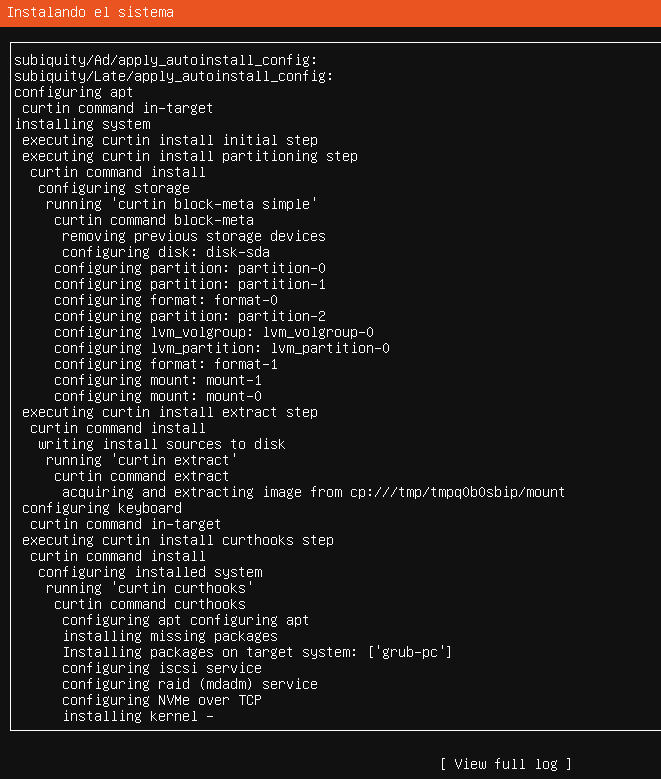 Instalando el sistema
subiquity/Ad/apply_autoinstall_config:
subiquity/Late/apply_autoinstall_config:
configuring apt
curtin command in-target
installing system
executing curtin install initial step
executing curtin install partitioning step
curtin command install
configuring storage
running 'curtin block-meta simple'
curtin command block-meta
removing previous storage devices
configuring disk: disk-sda
configuring partition: partition-0
configuring partition: partition-1
configuring format: format-0
configuring partition: partition-2
configuring lvm_volgroup: lvm_volgroup-0
configuring lvm_partition: lvm_partition-0
configuring format: format-1
configuring mount: mount-1
configuring mount: mount-0
executing curtin install extract step
curtin command install
writing install sources to disk
running 'curtin extract'
curtin command extract
acquiring and extracting image from cp:///tmp/tmpq0b0sbip/mount
configuring keyboard
curtin command in-target
executing curtin install curthooks step
curtin command install
configuring installed system
running 'curtin curthooks'
curtin command curthooks
configuring apt configuring apt
installing missing packages
Installing packages on target system: ['grub-pc']
configuring iscsi service
configuring raid (mdadm) service
configuring NVMe over TCP
installing kernel -
[ View full log ]